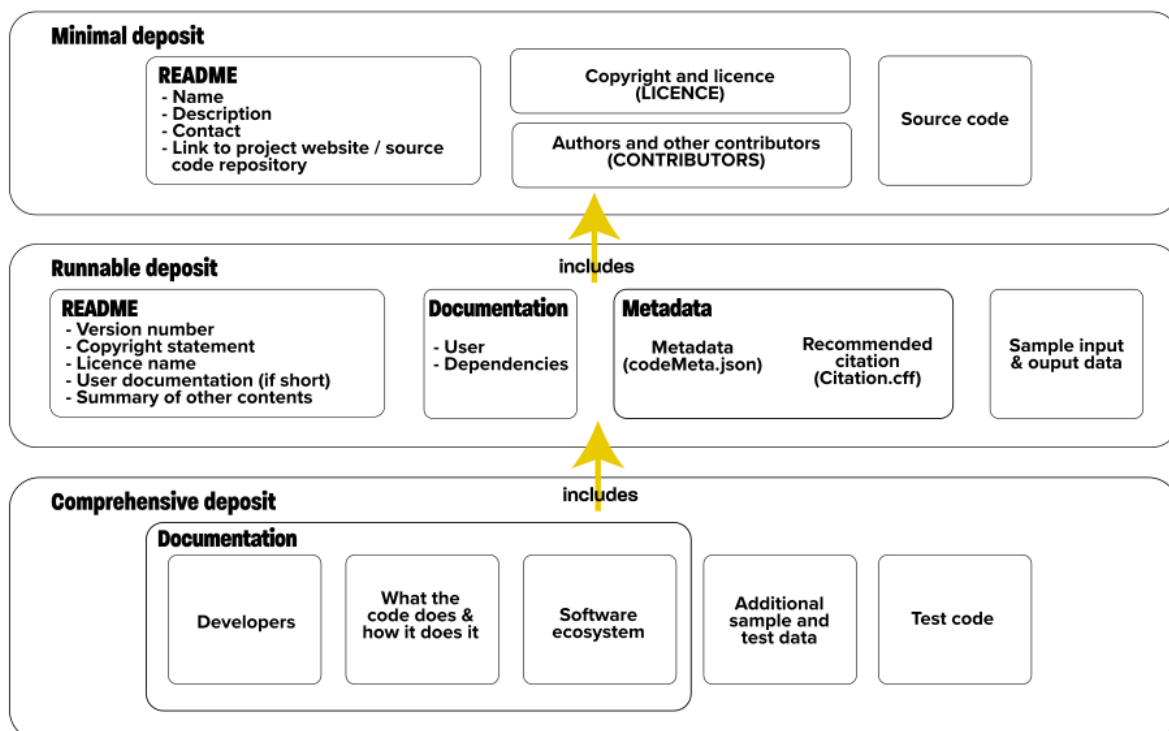 Minimal deposit
README
- Name
- Description
- Contact
- Link to project website / source
code repository
Copyright and licence
(LICENCE)
Authors and other contributors
(CONTRIBUTORS)
Source code
includes
Runnable deposit
README
- Version number
- Copyright statement
- Licence name
- User documentation (if short)
- Summary of other contents
Documentation
- User
- Dependencies
Metadata
Metadata
(codeMeta.json)
Recommended
citation
(Citation.cff)
Sample input
& ouput data
includes
Comprehensive deposit
Documentation
Developers
What the
code does &
how it does it
Software
ecosystem
Additional
sample and
test data
Test code